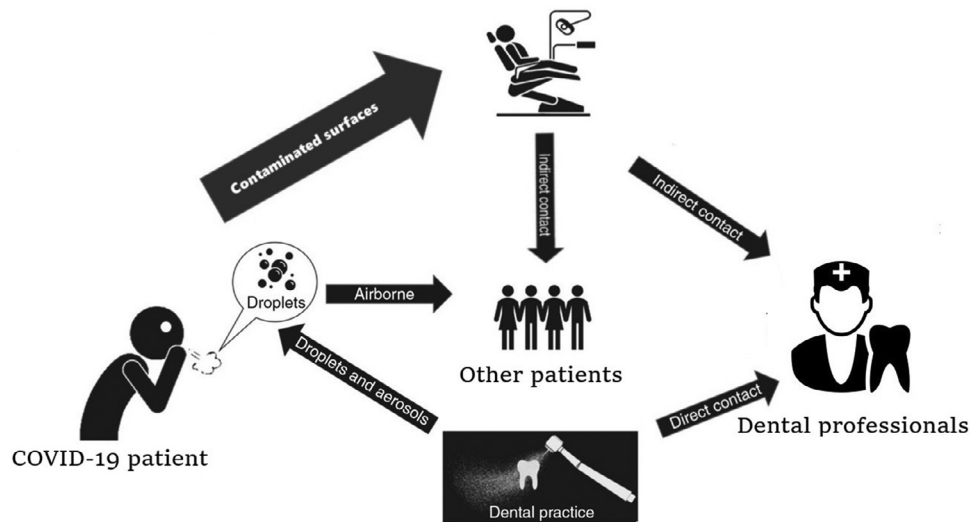 Contaminated surfaces
Indirect contact
Indirect contact
Droplets
Airborne
Droplets and aerosols
Other patients
Direct contact
Dental professionals
COVID-19 patient
Dental practice